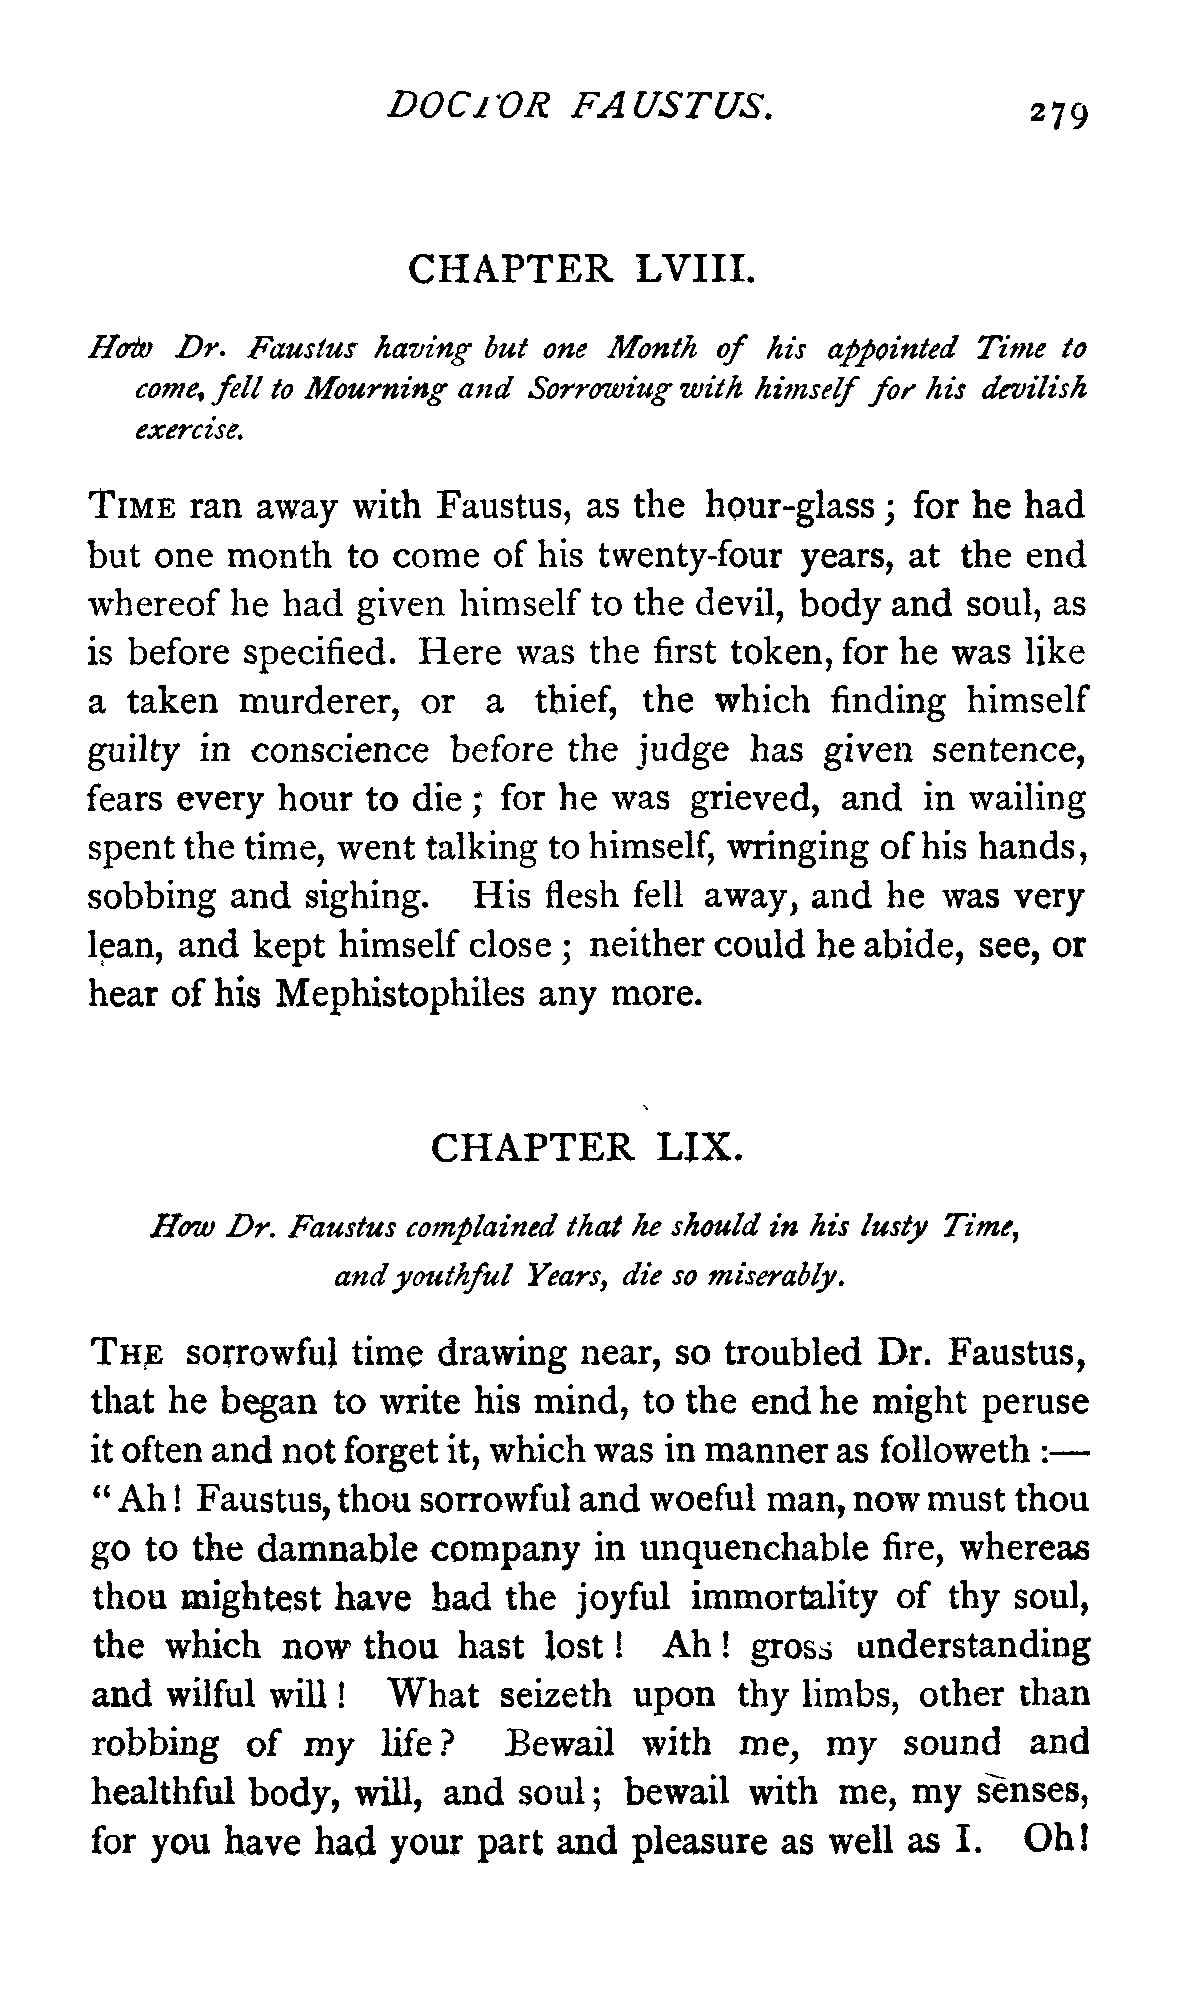 DOCTOR FAUSTUS. 279
CHAPTER LVIII.
How Dr. Faustus having but one Month of his appointed Time to
come, fell to Mourning and Sorrowiug with himself for his devilish
exercise.
TIME ran away with Faustus, as the hour-glass ; for he had
but one month to come of his twenty-four years, at the end
whereof he had given himself to the devil, body and soul, as
is before specified. Here was the first token, for he was like
a taken murderer, or a thief, the which finding himself
guilty in conscience before the judge has given sentence,
fears every hour to die ; for he was grieved, and in wailing
spent the time, went talking to himself, wringing of his hands,
sobbing and sighing. His flesh fell away, and he was very
lean, and kept himself close ; neither could he abide, see, or
hear of his Mephistophiles any more.
CHAPTER LIX.
How Dr. Faustus complained that he should in his lusty Time,
and youthful Years, die so miserably.
THE sorrowful time drawing near, so troubled Dr. Faustus,
that he began to write his mind, to the end he might peruse
it often and not forget it, which was in manner as followeth :—
“ Ah ! Faustus, thou sorrowful and woeful man, now must thou
go to the damnable company in unquenchable fire, whereas
thou mightest have had the joyful immortality of thy soul,
the which now thou hast lost ! Ah ! gross understanding
and wilful will ! What seizeth upon thy limbs, other than
robbing of my life ? Bewail with me, my sound and
healthful body, will, and soul ; bewail with me, my senses,
for you have had your part and pleasure as well as I. Oh !